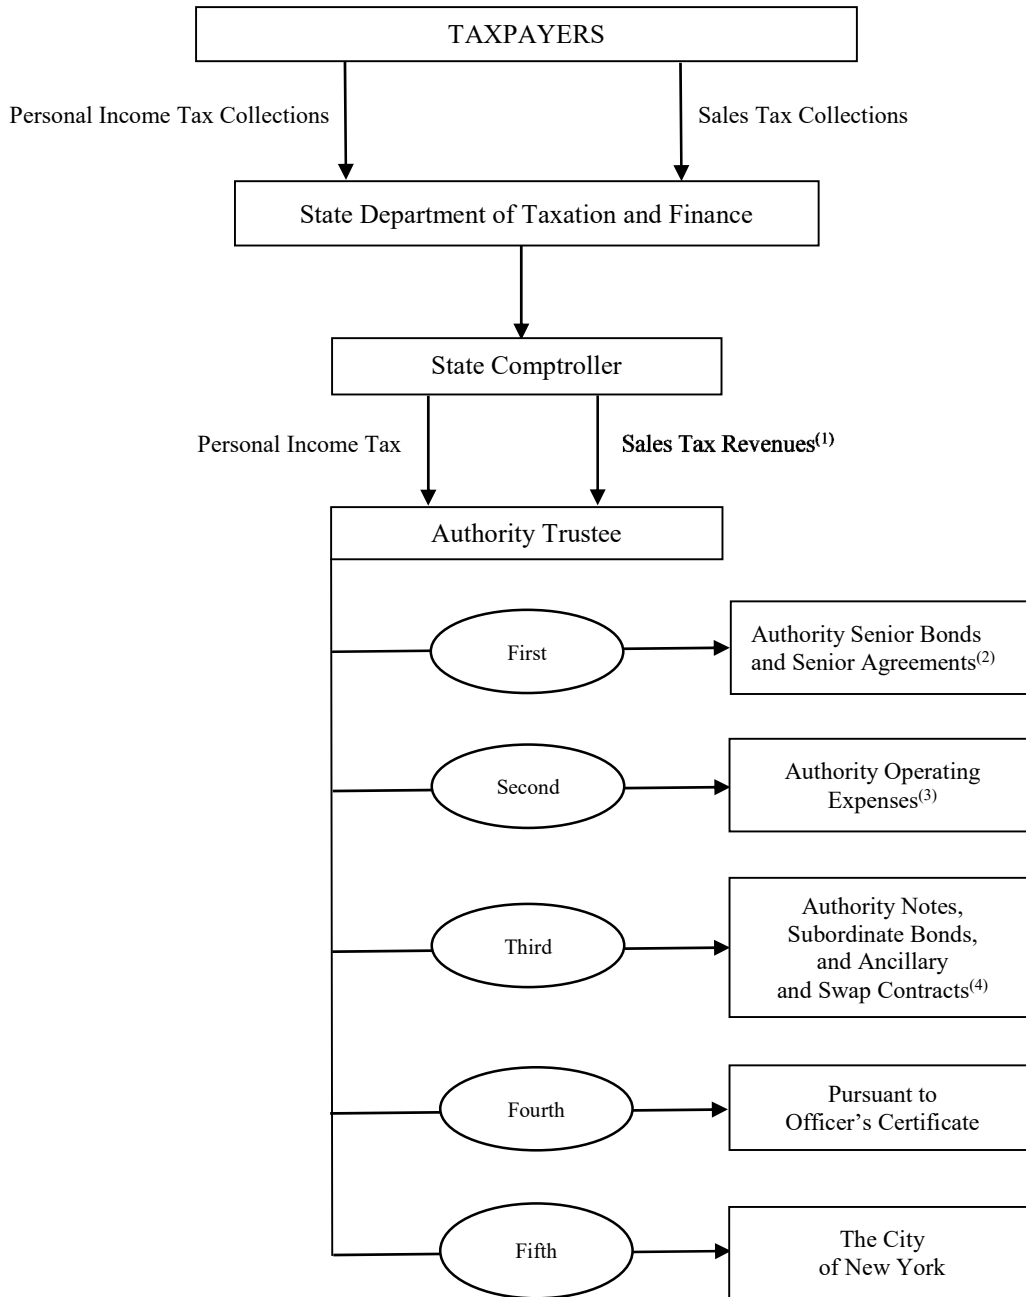 TAXPAYERS
Personal Income Tax Collections
Sales Tax Collections
State Department of Taxation and Finance
State Comptroller
Personal Income Tax
Sales Tax Revenues(1)
Authority Trustee
First
Authority Senior Bonds
and Senior Agreements(2)
Second
Authority Operating
Expenses(3)
Third
Authority Notes,
Subordinate Bonds,
and Ancillary
and Swap Contracts(4)
Fourth
Pursuant to
Officer’s Certificate
Fifth
The City
of New York